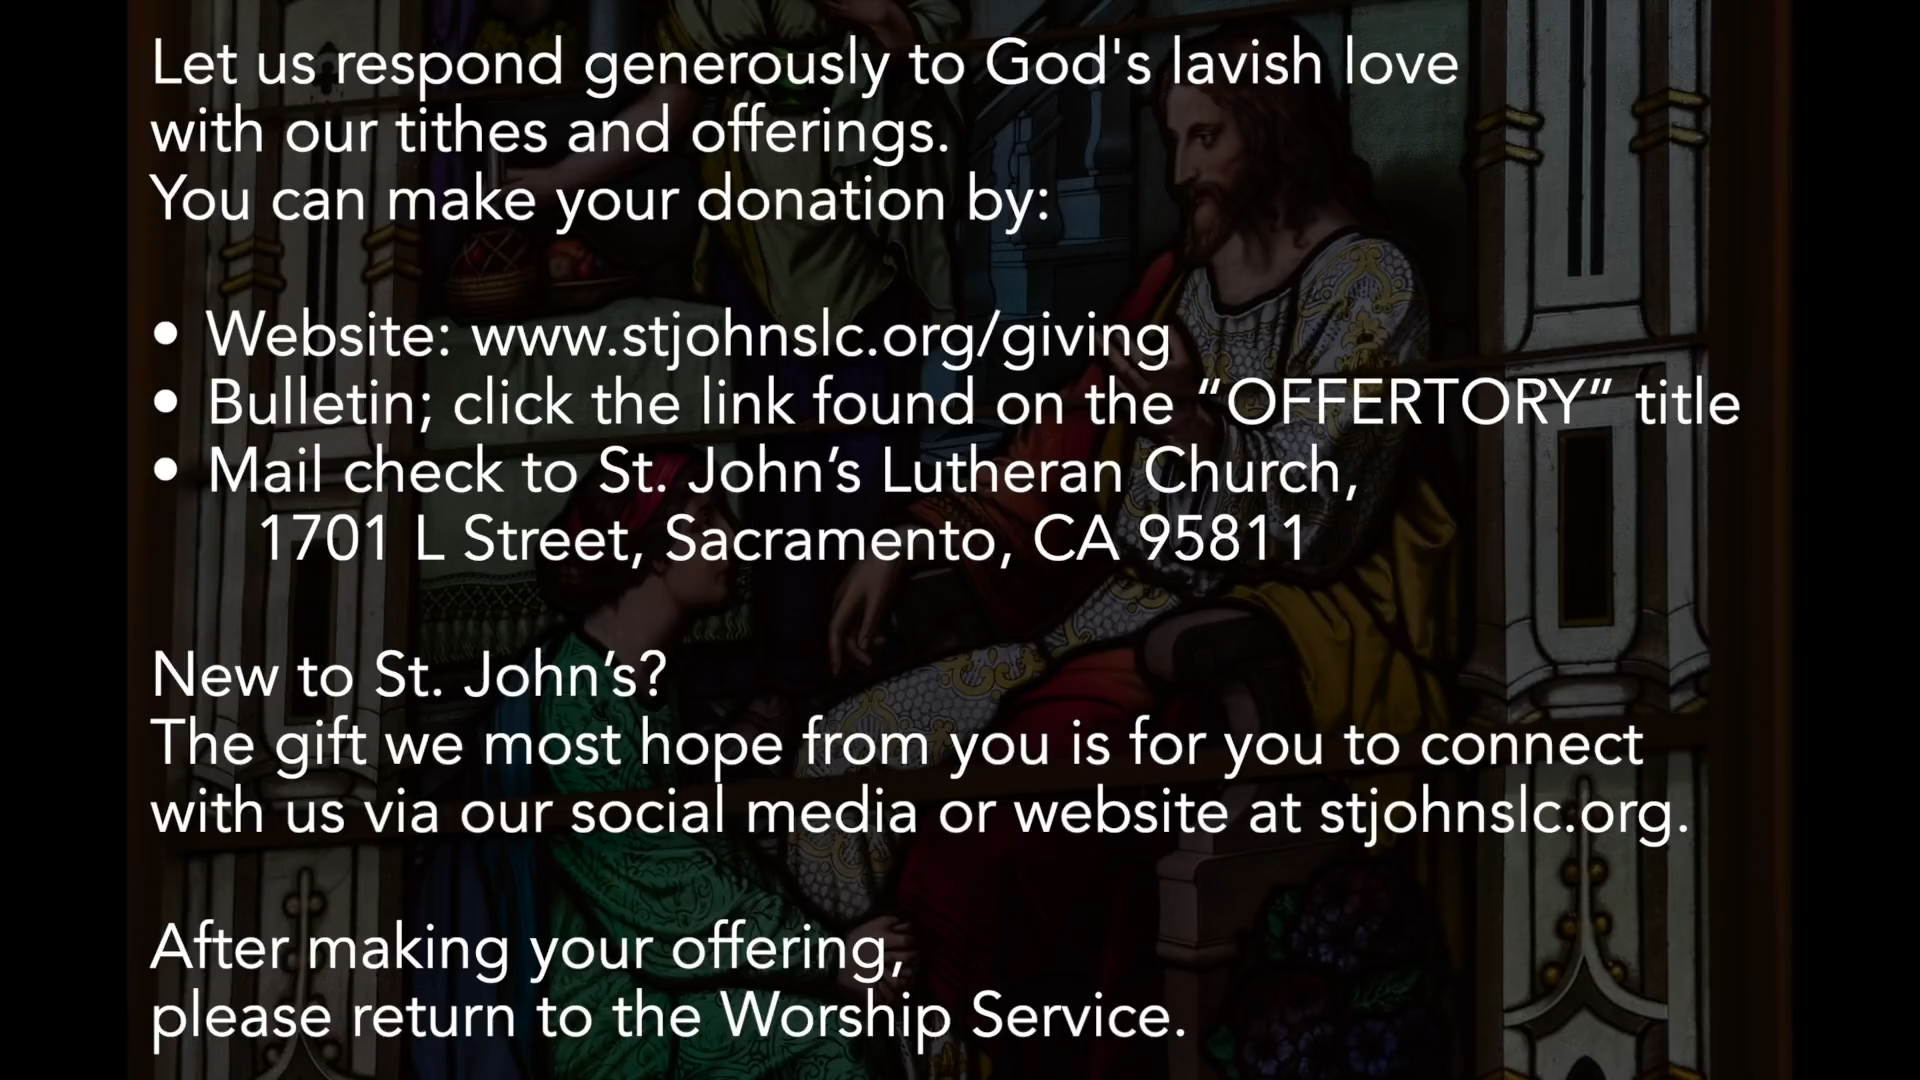 Let us respond generously to God's lavish love
with our tithes and offerings.
You can make your donation by:
• Website: www.stjohnslc.org/giving
• Bulletin; click the link found on the “OFFERTORY” title
• Mail check to St. John’s Lutheran Church,
1701 L Street, Sacramento, CA 95811
New to St. John’s?
The gift we most hope from you is for you to connect
with us via our social media or website at stjohnslc.org.
After making your offering,
please return to the Worship Service.